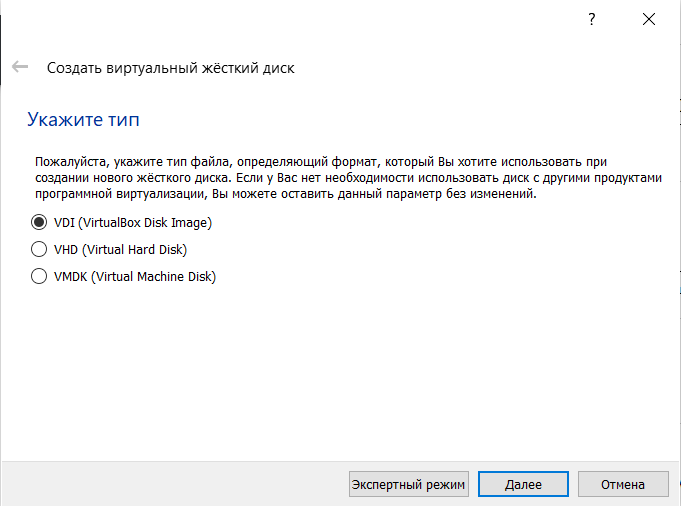 ?
Создать виртуальный жёсткий диск
Укажите тип
Пожалуйста, укажите тип файла, определяющий формат, который Вы хотите использовать при
создании нового жёсткого диска. Если у Вас нет необходимости использовать диск с другими продуктами
программной виртуализации, Вы можете оставить данный параметр без изменений.
VDI (VirtualBox Disk Image)
VHD (Virtual Hard Disk)
VMDK (Virtual Machine Disk)
Экспертный режим Далее Отмена